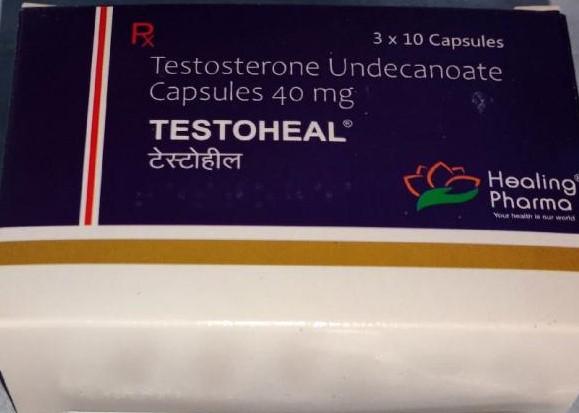 Rx
3 x 10 Capsules
Testosterone Undecanoate
Capsules 40 mg
TESTOHEAL®
टेस्टोहील
Healing®
Pharma
Your health is our world